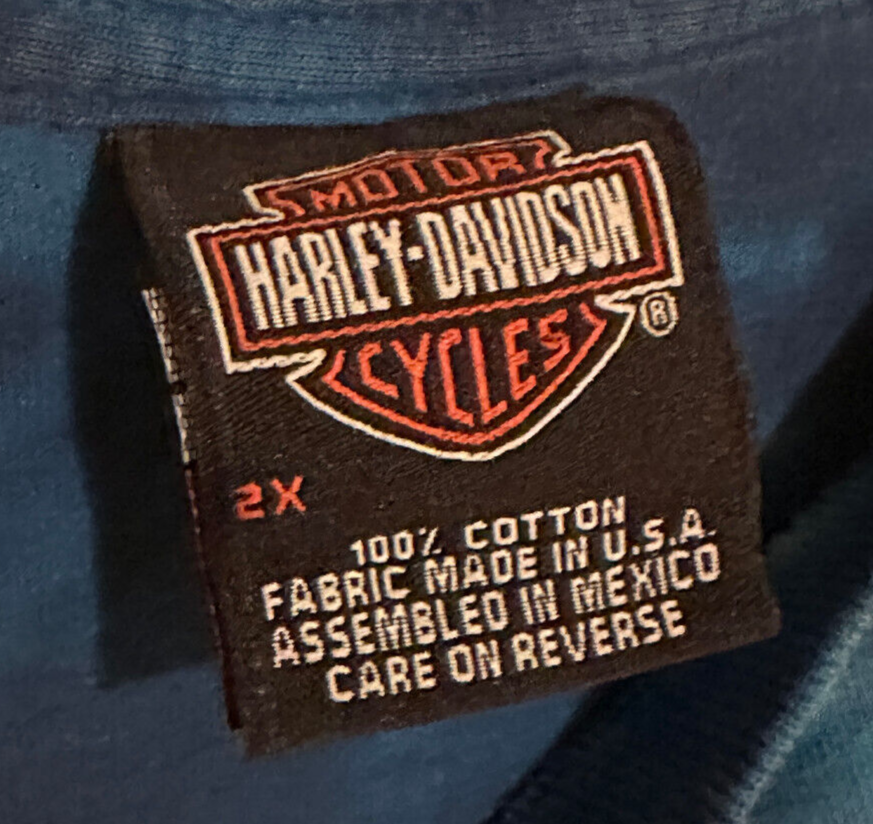 MOTOR
HARLEY-DAVIDSON
®
CYCLES
2X
100% COTTON
FABRIC MADE IN U.S.A.
ASSEMBLED IN MEXICO
CARE ON REVERSE